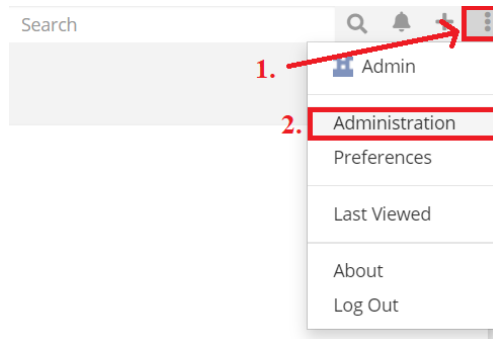 Search
1.
Admin
2.
Administration
Preferences
Last Viewed
About
Log Out